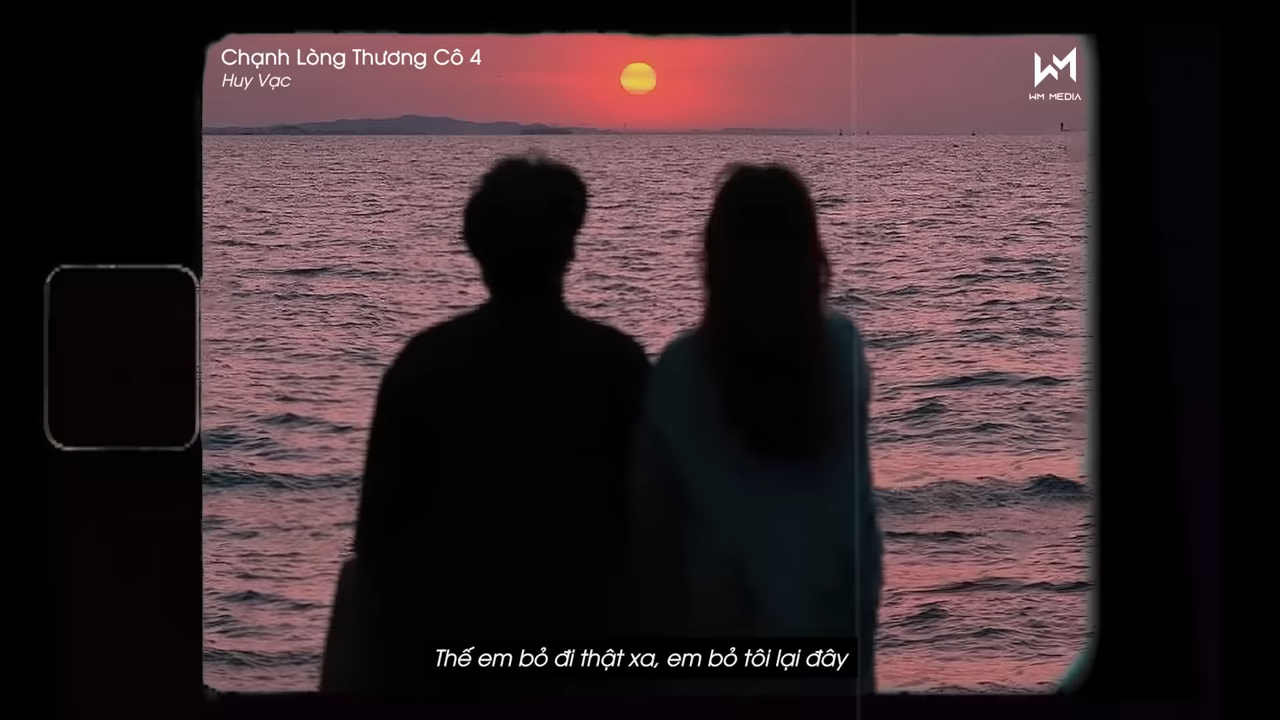 Chạnh Lòng Thương Cô 4
Huy Vạc
WM MEDIA
Thế em bỏ đi thật xa, em bỏ tôi lại đây